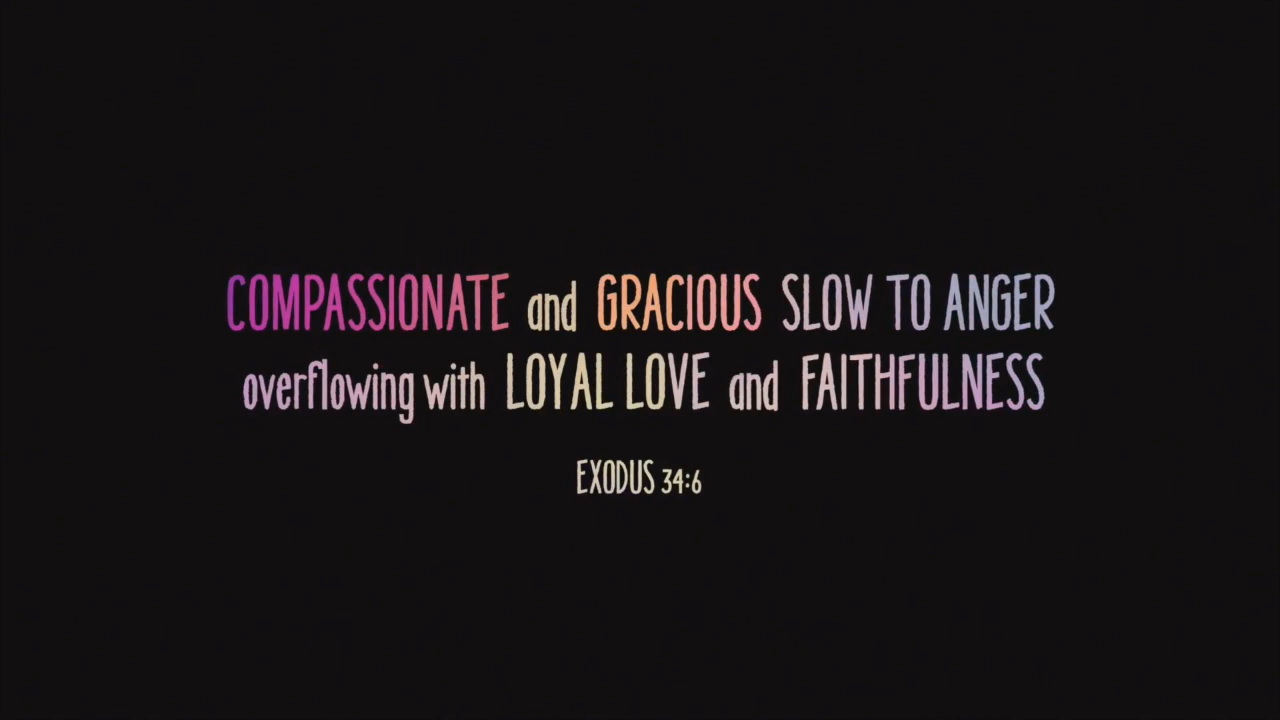 COMPASSIONATE and GRACIOUS SLOW TO ANGER
overflowing with LOYAL LOVE and FAITHFULNESS
EXODUS 34:6